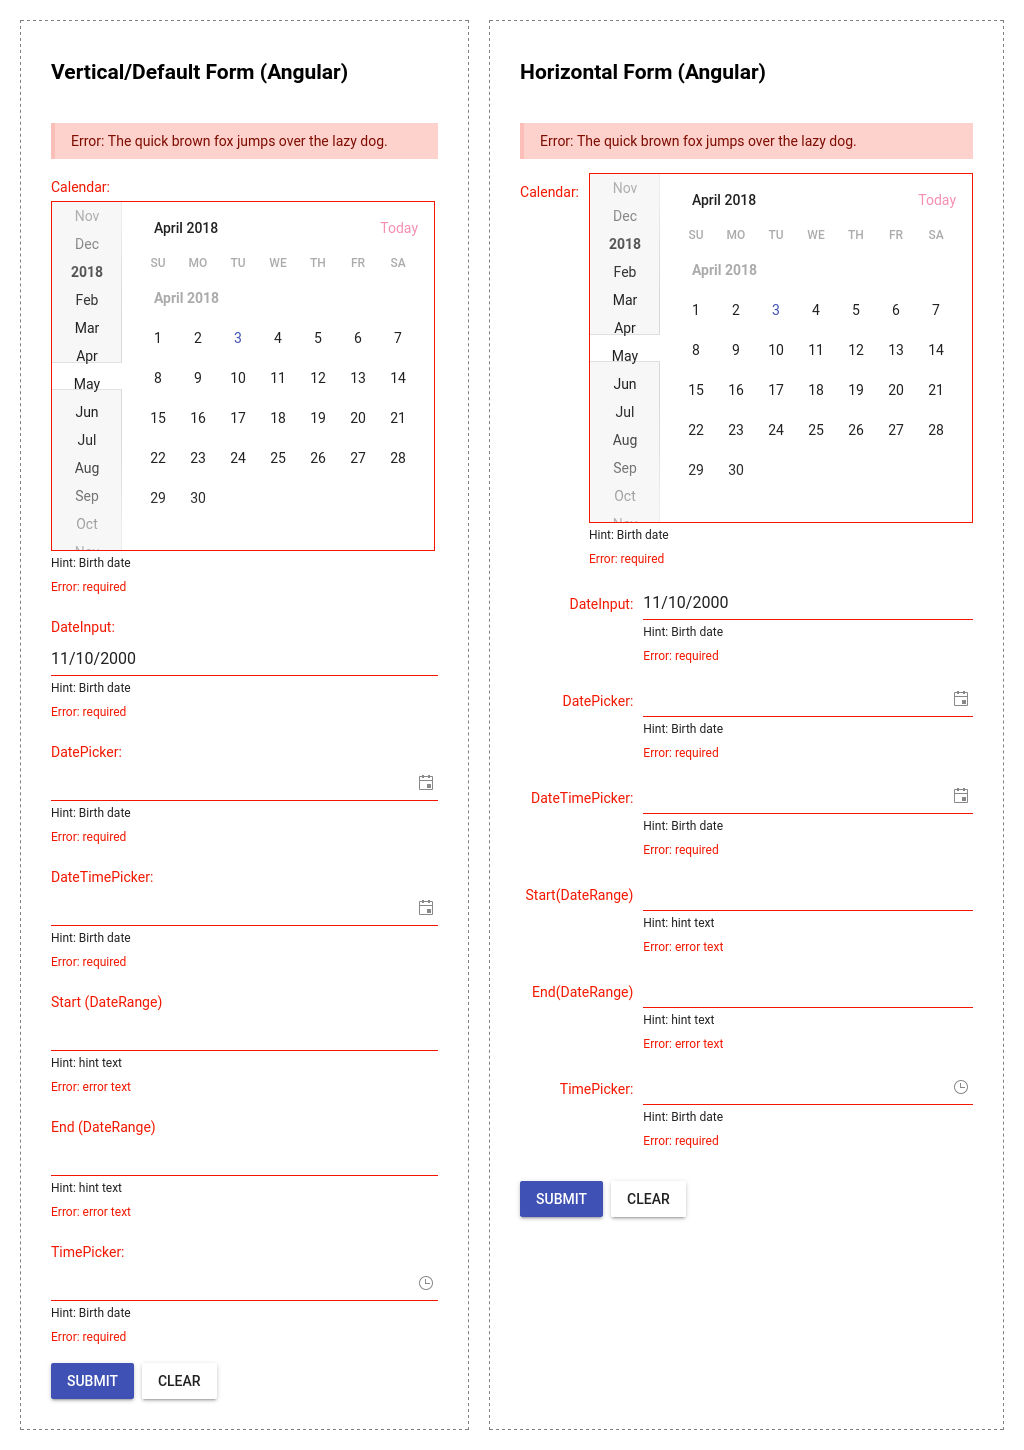 Vertical/Default Form (Angular)
Error: The quick brown fox jumps over the lazy dog.
Calendar:
Nov
Dec
2018
Feb
Mar
Apr
May
Jun
Jul
Aug
Sep
Oct
Nov
April 2018 Today
SU MO TU WE TH FR SA
April 2018
1 2 3 4 5 6 7
8 9 10 11 12 13 14
15 16 17 18 19 20 21
22 23 24 25 26 27 28
29 30
Hint: Birth date
Error: required
DateInput:
11/10/2000
Hint: Birth date
Error: required
DatePicker:
Hint: Birth date
Error: required
DateTimePicker:
Hint: Birth date
Error: required
Start (DateRange)
Hint: hint text
Error: error text
End (DateRange)
Hint: hint text
Error: error text
TimePicker:
Hint: Birth date
Error: required
SUBMIT CLEAR
Horizontal Form (Angular)
Error: The quick brown fox jumps over the lazy dog.
Calendar:
Nov
Dec
2018
Feb
Mar
Apr
May
Jun
Jul
Aug
Sep
Oct
Nov
April 2018 Today
SU MO TU WE TH FR SA
April 2018
1 2 3 4 5 6 7
8 9 10 11 12 13 14
15 16 17 18 19 20 21
22 23 24 25 26 27 28
29 30
Hint: Birth date
Error: required
DateInput: 11/10/2000
Hint: Birth date
Error: required
DatePicker:
Hint: Birth date
Error: required
DateTimePicker:
Hint: Birth date
Error: required
Start(DateRange)
Hint: hint text
Error: error text
End(DateRange)
Hint: hint text
Error: error text
TimePicker:
Hint: Birth date
Error: required
SUBMIT CLEAR